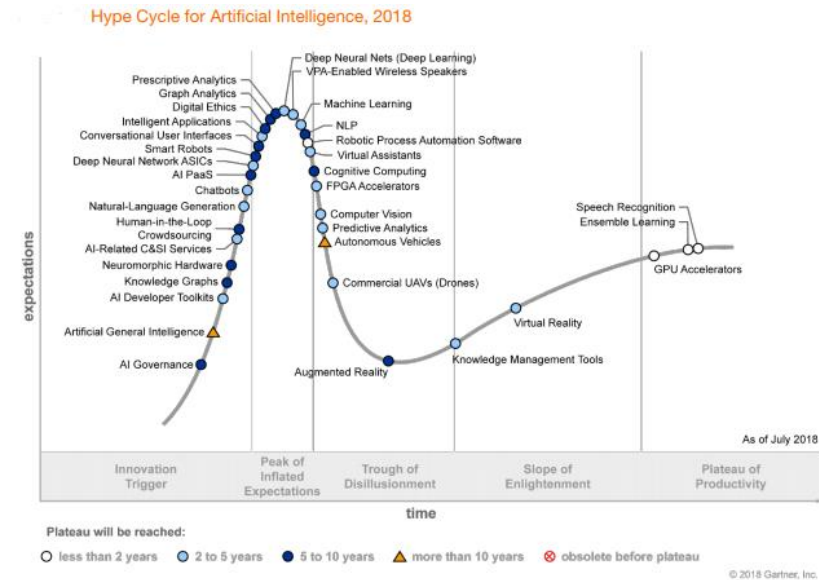 Hype Cycle for Artificial Intelligence, 2018
Deep Neural Nets (Deep Learning)
VPA-Enabled Wireless Speakers
Prescriptive Analytics
Graph Analytics
Digital Ethics
Intelligent Applications
Conversational User Interfaces
Smart Robots
Deep Neural Network ASICs
AI PaaS
Chatbots
Natural-Language Generation
Human-in-the-Loop
Crowdsourcing
AI-Related C&SI Services
Neuromorphic Hardware
Knowledge Graphs
AI Developer Toolkits
Artificial General Intelligence
AI Governance
Machine Learning
NLP
Robotic Process Automation Software
Virtual Assistants
Cognitive Computing
FPGA Accelerators
Computer Vision
Predictive Analytics
Autonomous Vehicles
Commercial UAVs (Drones)
Augmented Reality
Knowledge Management Tools
Virtual Reality
Speech Recognition
Ensemble Learning
GPU Accelerators
expectations
As of July 2018
Innovation
Trigger
Peak of
Inflated
Expectations
Trough of
Disillusionment
Slope of
Enlightenment
Plateau of
Productivity
time
Plateau will be reached:
less than 2 years
2 to 5 years
5 to 10 years
more than 10 years
obsolete before plateau
© 2018 Gartner, Inc.